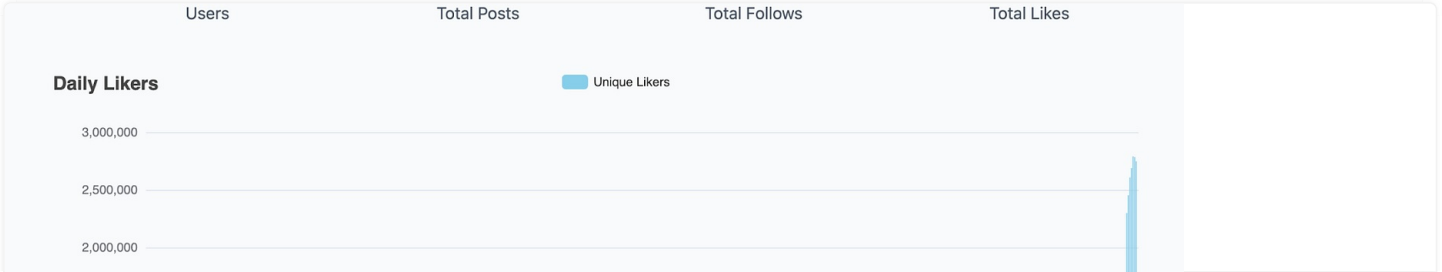 Users Total Posts Total Follows Total Likes
Daily Likers
Unique Likers
3,000,000
2,500,000
2,000,000